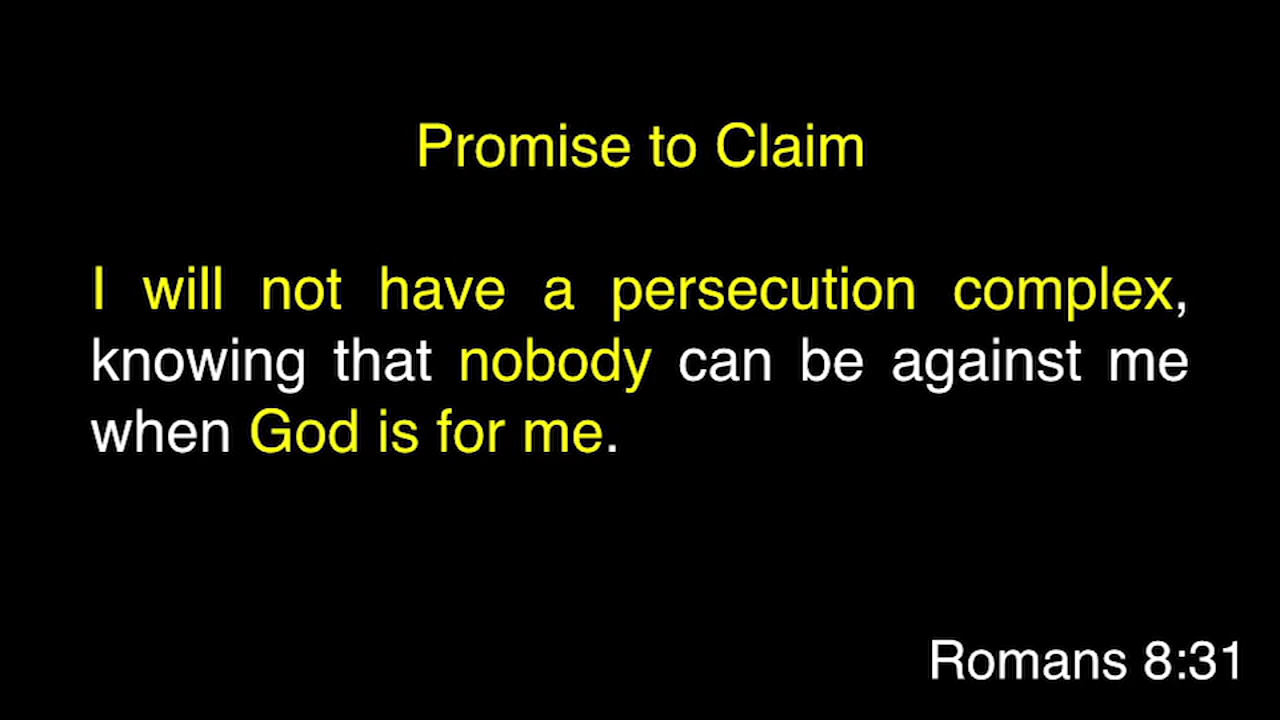 Promise to Claim
I will not have a persecution complex,
knowing that nobody can be against me
when God is for me.
Romans 8:31